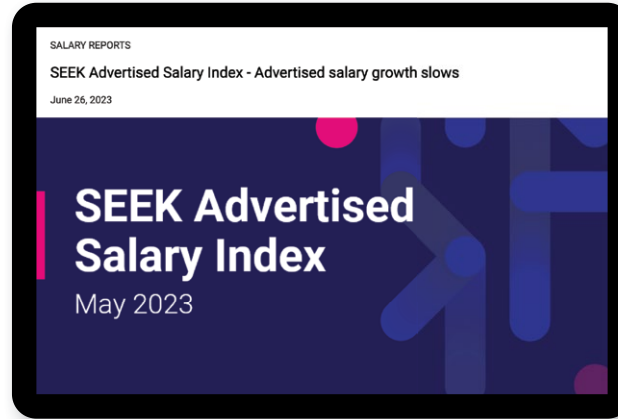 SALARY REPORTS
SEEK Advertised Salary Index - Advertised salary growth slows
June 26, 2023
SEEK Advertised
Salary Index
May 2023